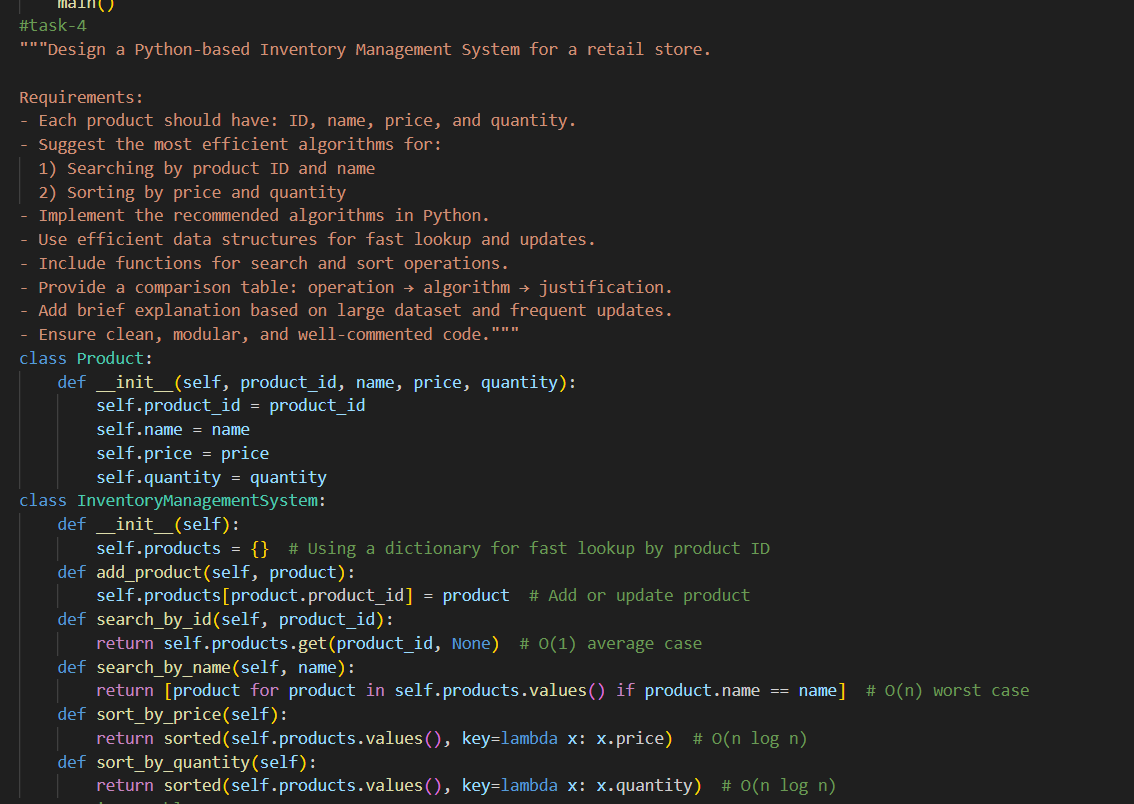 main()
#task-4
"""Design a Python-based Inventory Management System for a retail store.
Requirements:
- Each product should have: ID, name, price, and quantity.
- Suggest the most efficient algorithms for:
  1) Searching by product ID and name
  2) Sorting by price and quantity
- Implement the recommended algorithms in Python.
- Use efficient data structures for fast lookup and updates.
- Include functions for search and sort operations.
- Provide a comparison table: operation → algorithm → justification.
- Add brief explanation based on large dataset and frequent updates.
- Ensure clean, modular, and well-commented code."""
class Product:
    def __init__(self, product_id, name, price, quantity):
        self.product_id = product_id
        self.name = name
        self.price = price
        self.quantity = quantity
class InventoryManagementSystem:
    def __init__(self):
        self.products = {}  # Using a dictionary for fast lookup by product ID
    def add_product(self, product):
        self.products[product.product_id] = product  # Add or update product
    def search_by_id(self, product_id):
        return self.products.get(product_id, None)  # O(1) average case
    def search_by_name(self, name):
        return [product for product in self.products.values() if product.name == name]  # O(n) worst case
    def sort_by_price(self):
        return sorted(self.products.values(), key=lambda x: x.price)  # O(n log n)
    def sort_by_quantity(self):
        return sorted(self.products.values(), key=lambda x: x.quantity)  # O(n log n)